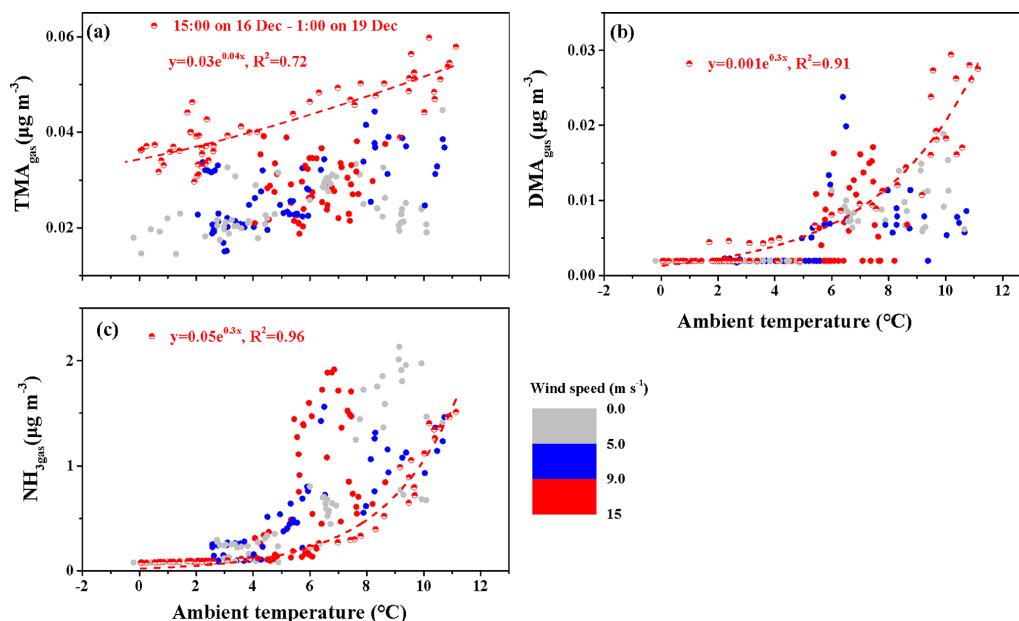 (a)
15:00 on 16 Dec - 1:00 on 19 Dec
y=0.03e^0.04x, R²=0.72
0.06
0.04
0.02
TMA_gas(μg m⁻³)
(b)
y=0.001e^0.3x, R²=0.91
0.03
0.02
0.01
0.00
DMA_gas(μg m⁻³)
-2 0 2 4 6 8 10 12
Ambient temperature (°C)
(c)
y=0.05e^0.3x, R²=0.96
2
1
0
NH₃gas(μg m⁻³)
-2 0 2 4 6 8 10 12
Ambient temperature (°C)
Wind speed (m s⁻¹)
0.0
5.0
9.0
15